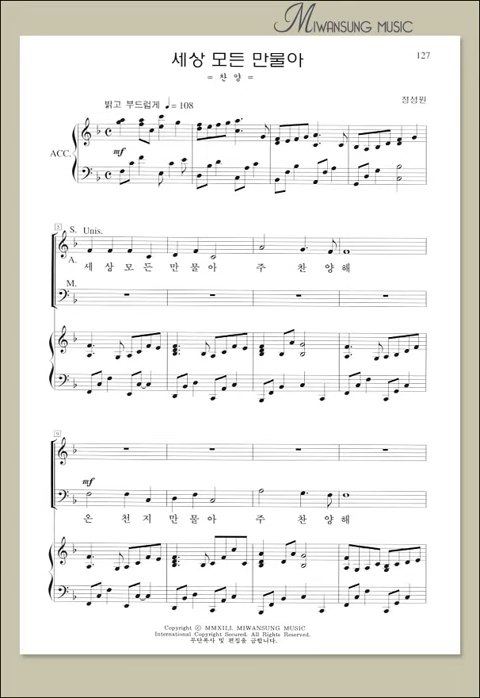 MIWANSUNG MUSIC
세상 모든 만물아
127
= 찬 양 =
정성원
밝고 부드럽게 ♩= 108
ACC.
mf
5
S. Unis.
A.
세 상 모 든 만 물 아 주 찬 양 해
M.
9
mf
온 천 지 만 물 아 주 찬 양 해
Copyright ⓒ MMXIII. MIWANSUNG MUSIC
International Copyright Secured. All Rights Reserved.
무단복사 및 편집을 금합니다.